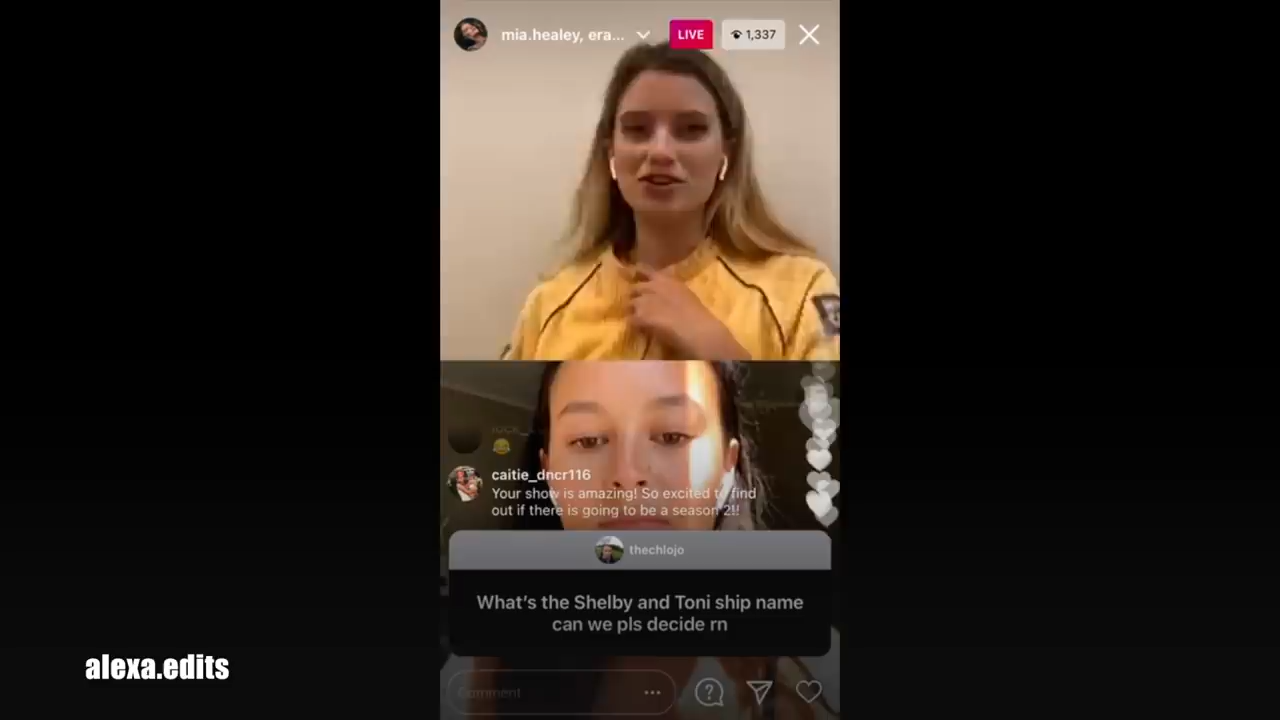 mia.healey, era...
LIVE
1,337
😂
caitie_dncr116
Your show is amazing! So excited to find
out if there is going to be a season 2!!
thechlojo
What's the Shelby and Toni ship name
can we pls decide rn
alexa.edits
Comment